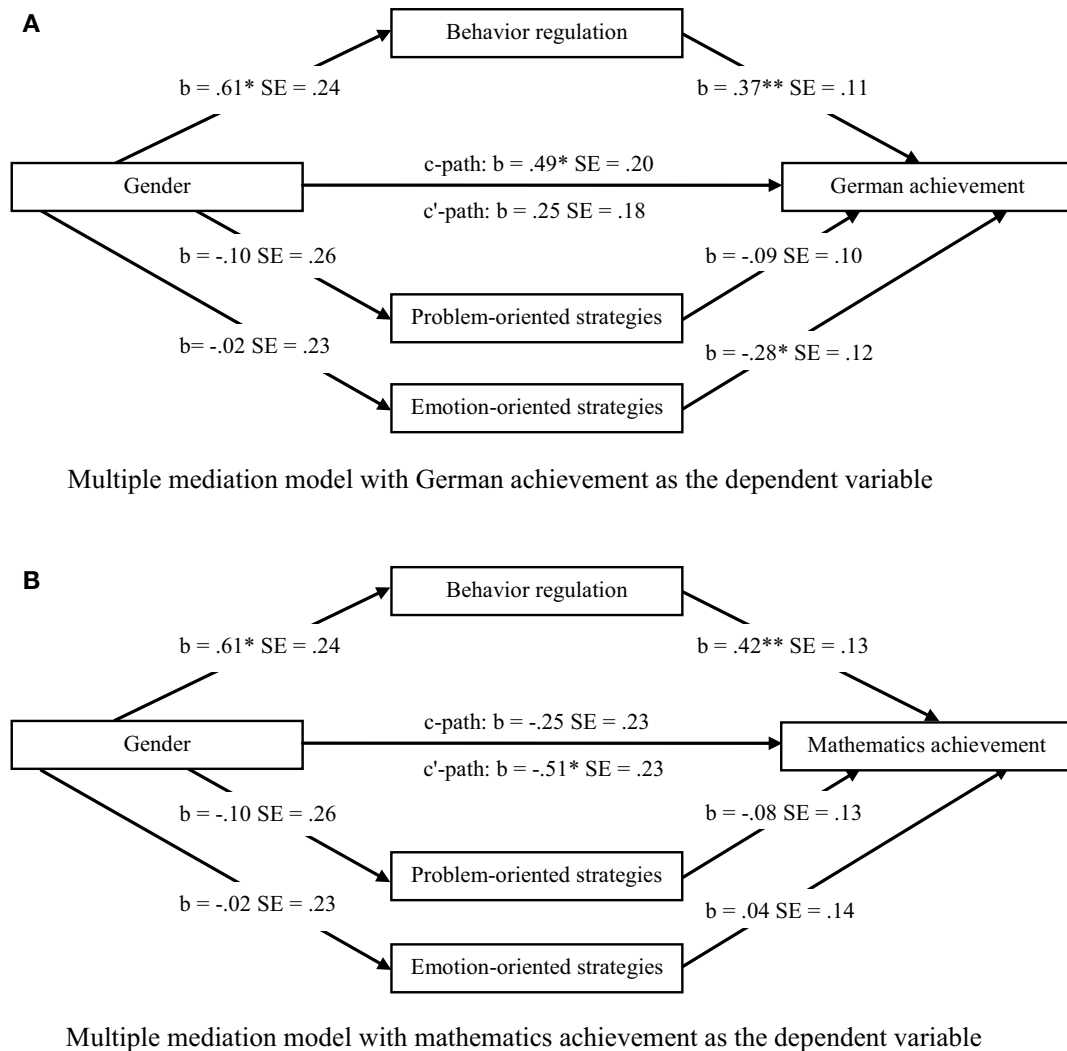 A
Behavior regulation
b = .61* SE = .24
b = .37** SE = .11
c-path: b = .49* SE = .20
Gender
German achievement
c'-path: b = .25 SE = .18
b = -.10 SE = .26
b = -.09 SE = .10
Problem-oriented strategies
b= -.02 SE = .23
b = -.28* SE = .12
Emotion-oriented strategies
Multiple mediation model with German achievement as the dependent variable
B
Behavior regulation
b = .61* SE = .24
b = .42** SE = .13
c-path: b = -.25 SE = .23
Gender
Mathematics achievement
c'-path: b = -.51* SE = .23
b = -.10 SE = .26
b = -.08 SE = .13
Problem-oriented strategies
b = -.02 SE = .23
b = .04 SE = .14
Emotion-oriented strategies
Multiple mediation model with mathematics achievement as the dependent variable